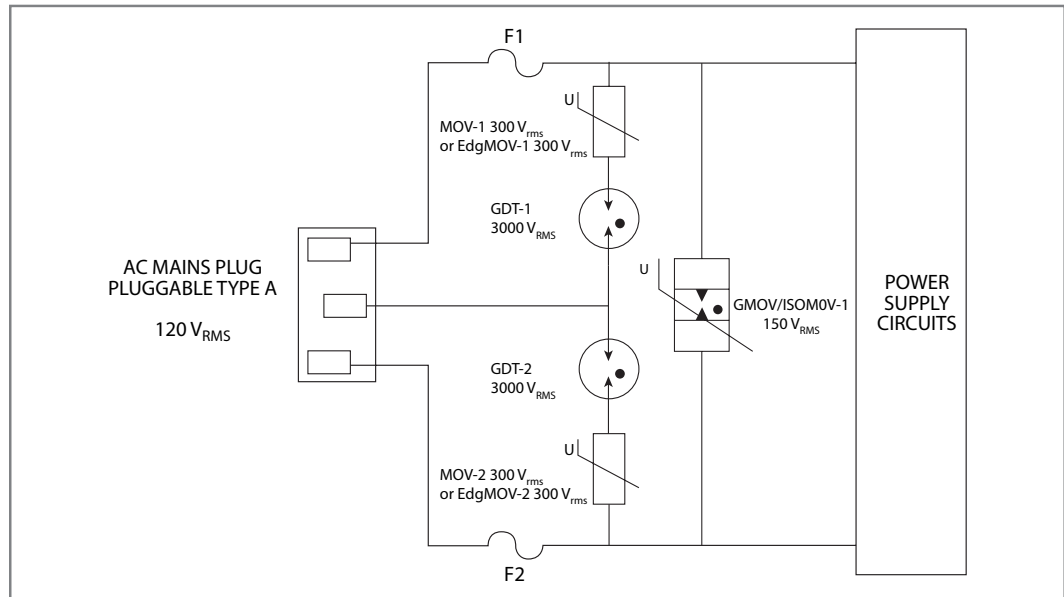 F1
U
MOV-1 300 Vrms
or EdgMOV-1 300 Vrms
GDT-1
3000 VRMS
AC MAINS PLUG
PLUGGABLE TYPE A
120 VRMS
U
GMOV/ISOM0V-1
150 VRMS
POWER
SUPPLY
CIRCUITS
GDT-2
3000 VRMS
U
MOV-2 300 Vrms
or EdgMOV-2 300 Vrms
F2